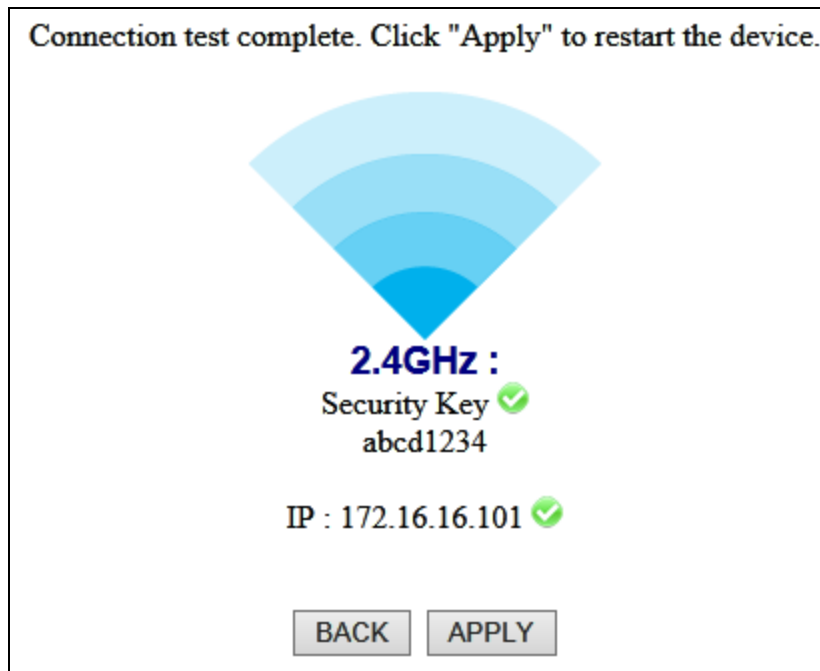 Connection test complete. Click "Apply" to restart the device.
2.4GHz :
Security Key
abcd1234
IP : 172.16.16.101
BACK APPLY